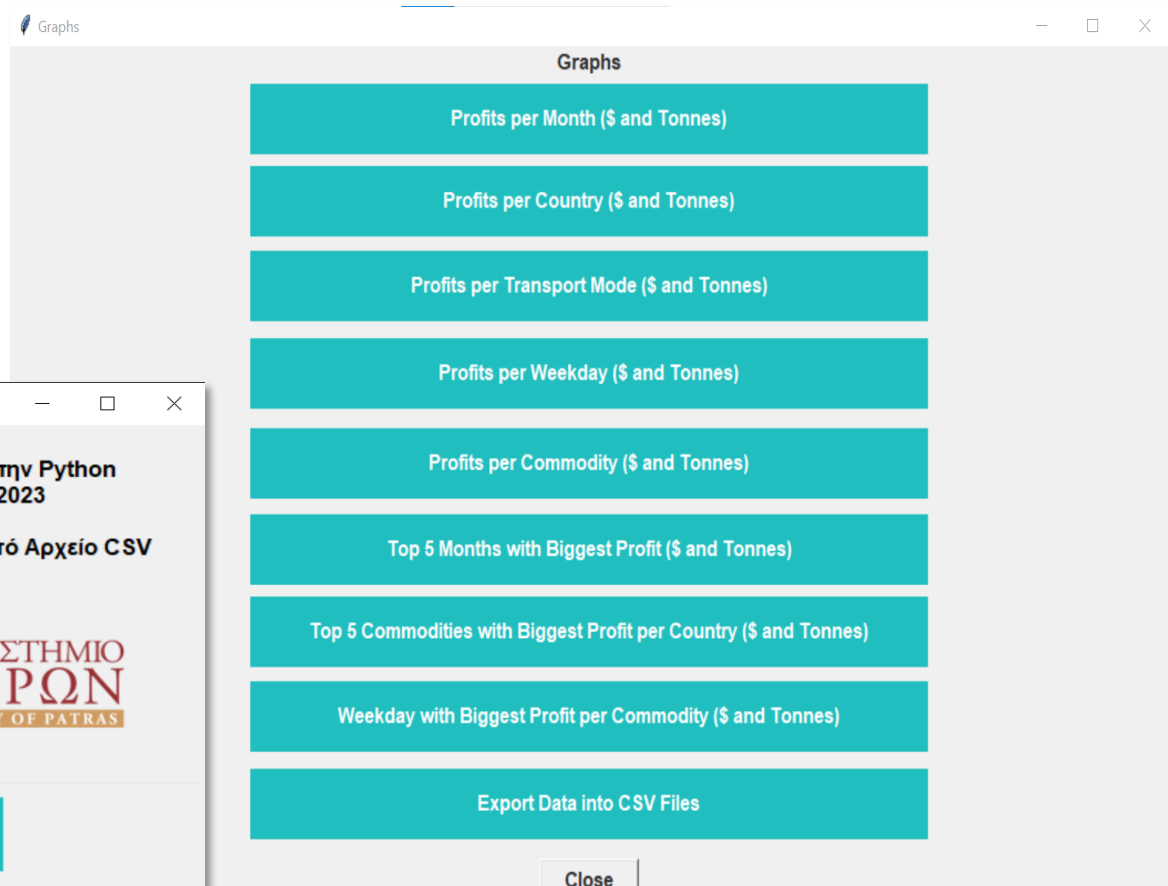 Graphs
Graphs
Profits per Month ($ and Tonnes)
Profits per Country ($ and Tonnes)
Profits per Transport Mode ($ and Tonnes)
Profits per Weekday ($ and Tonnes)
Profits per Commodity ($ and Tonnes)
Top 5 Months with Biggest Profit ($ and Tonnes)
Top 5 Commodities with Biggest Profit per Country ($ and Tonnes)
Weekday with Biggest Profit per Commodity ($ and Tonnes)
Export Data into CSV Files
Close
Python
2023
Αρχείο CSV
ΣΤΗΜΙΟ
ΡΩΝ
OF PATRAS